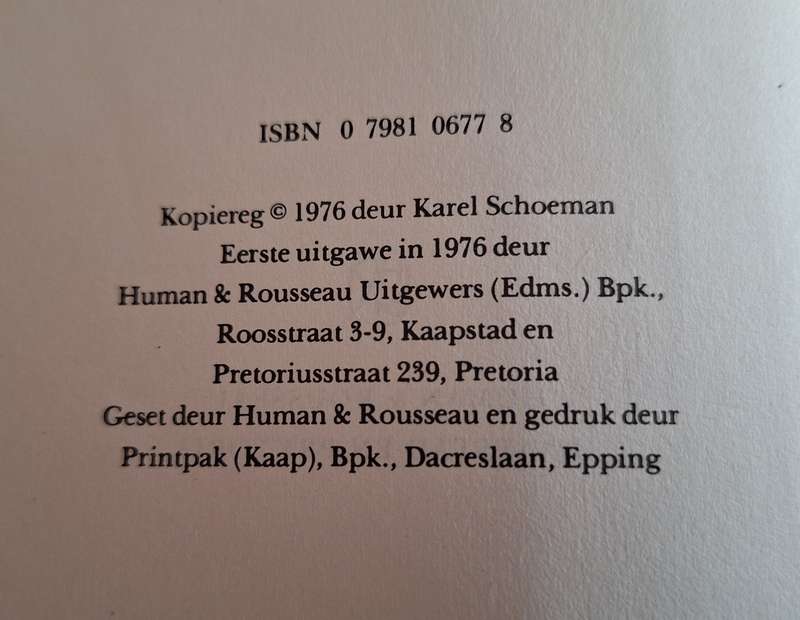 ISBN 0 7981 0677 8
Kopiereg © 1976 deur Karel Schoeman
Eerste uitgawe in 1976 deur
Human & Rousseau Uitgewers (Edms.) Bpk.,
Roosstraat 3-9, Kaapstad en
Pretoriusstraat 239, Pretoria
Geset deur Human & Rousseau en gedruk deur
Printpak (Kaap), Bpk., Dacreslaan, Epping